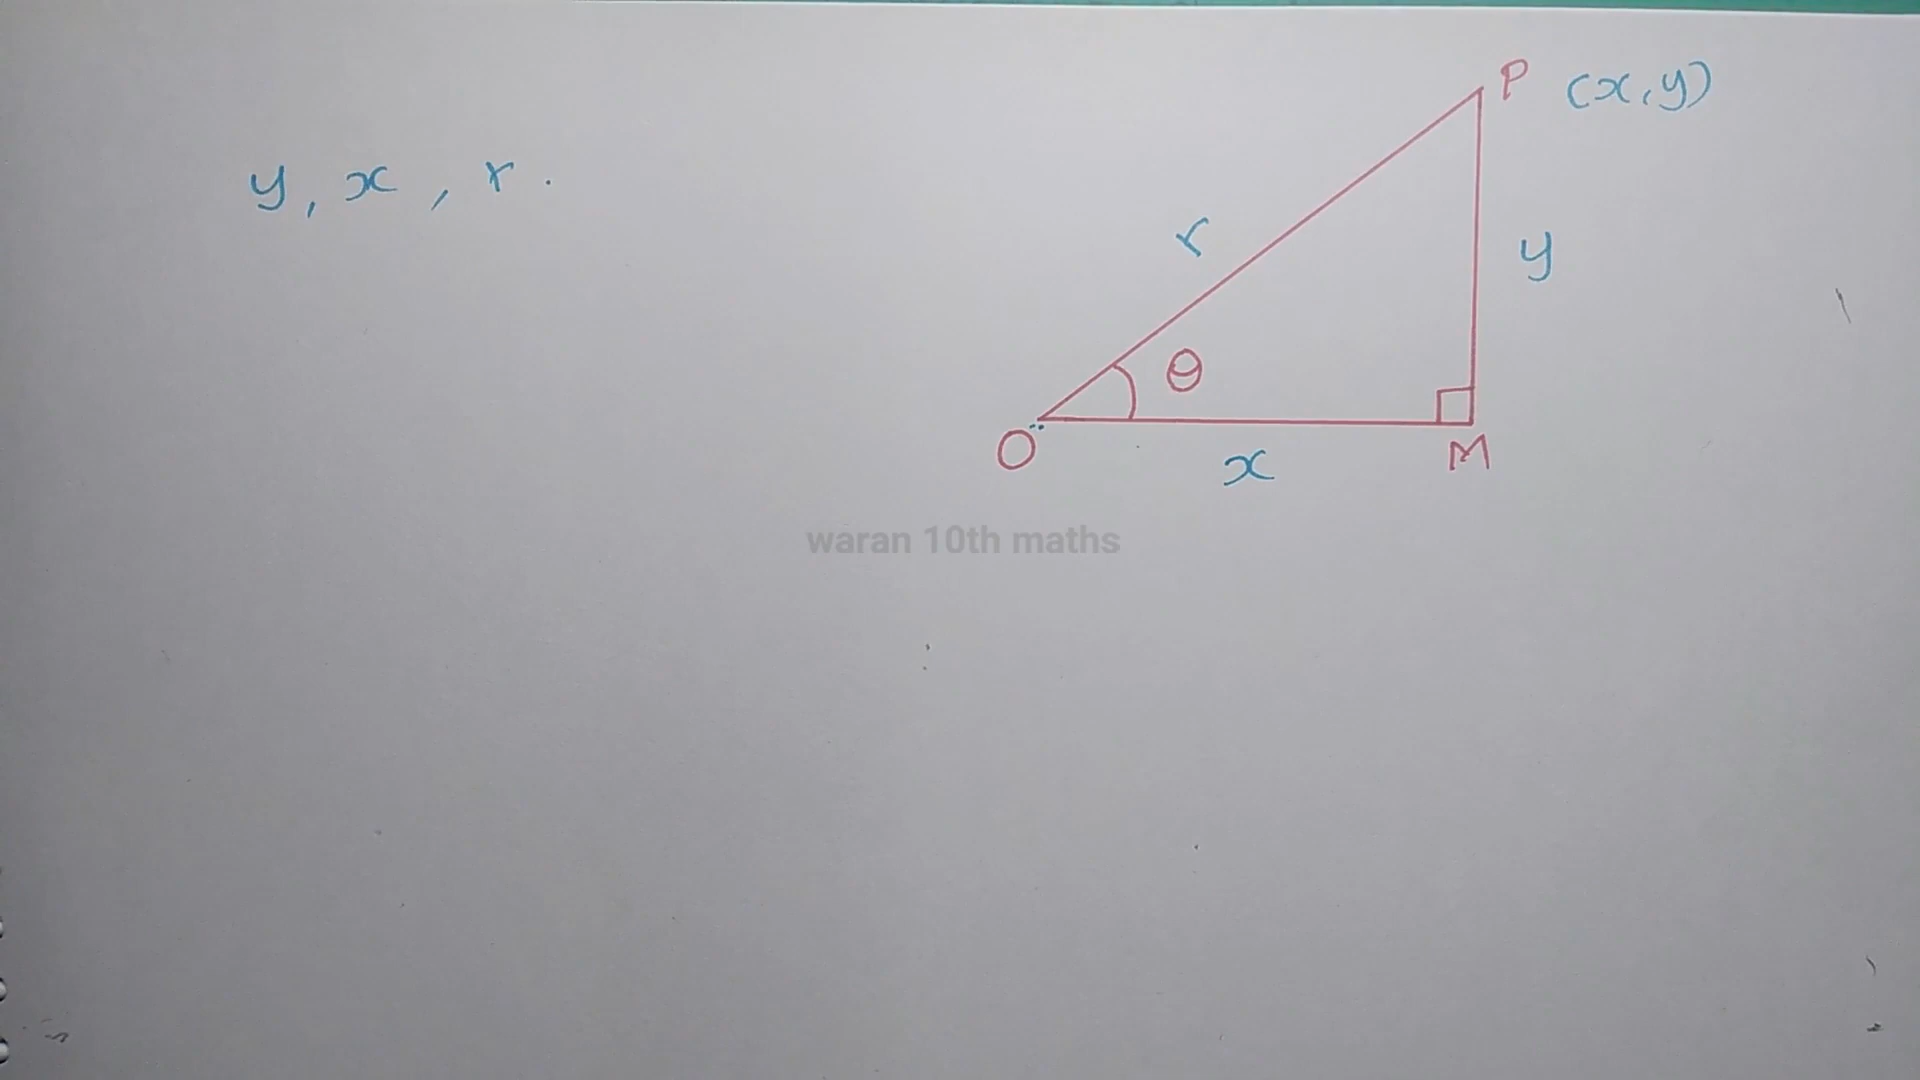 P (x,y)
y, x, r.
r
y
θ
O
x
M
waran 10th maths